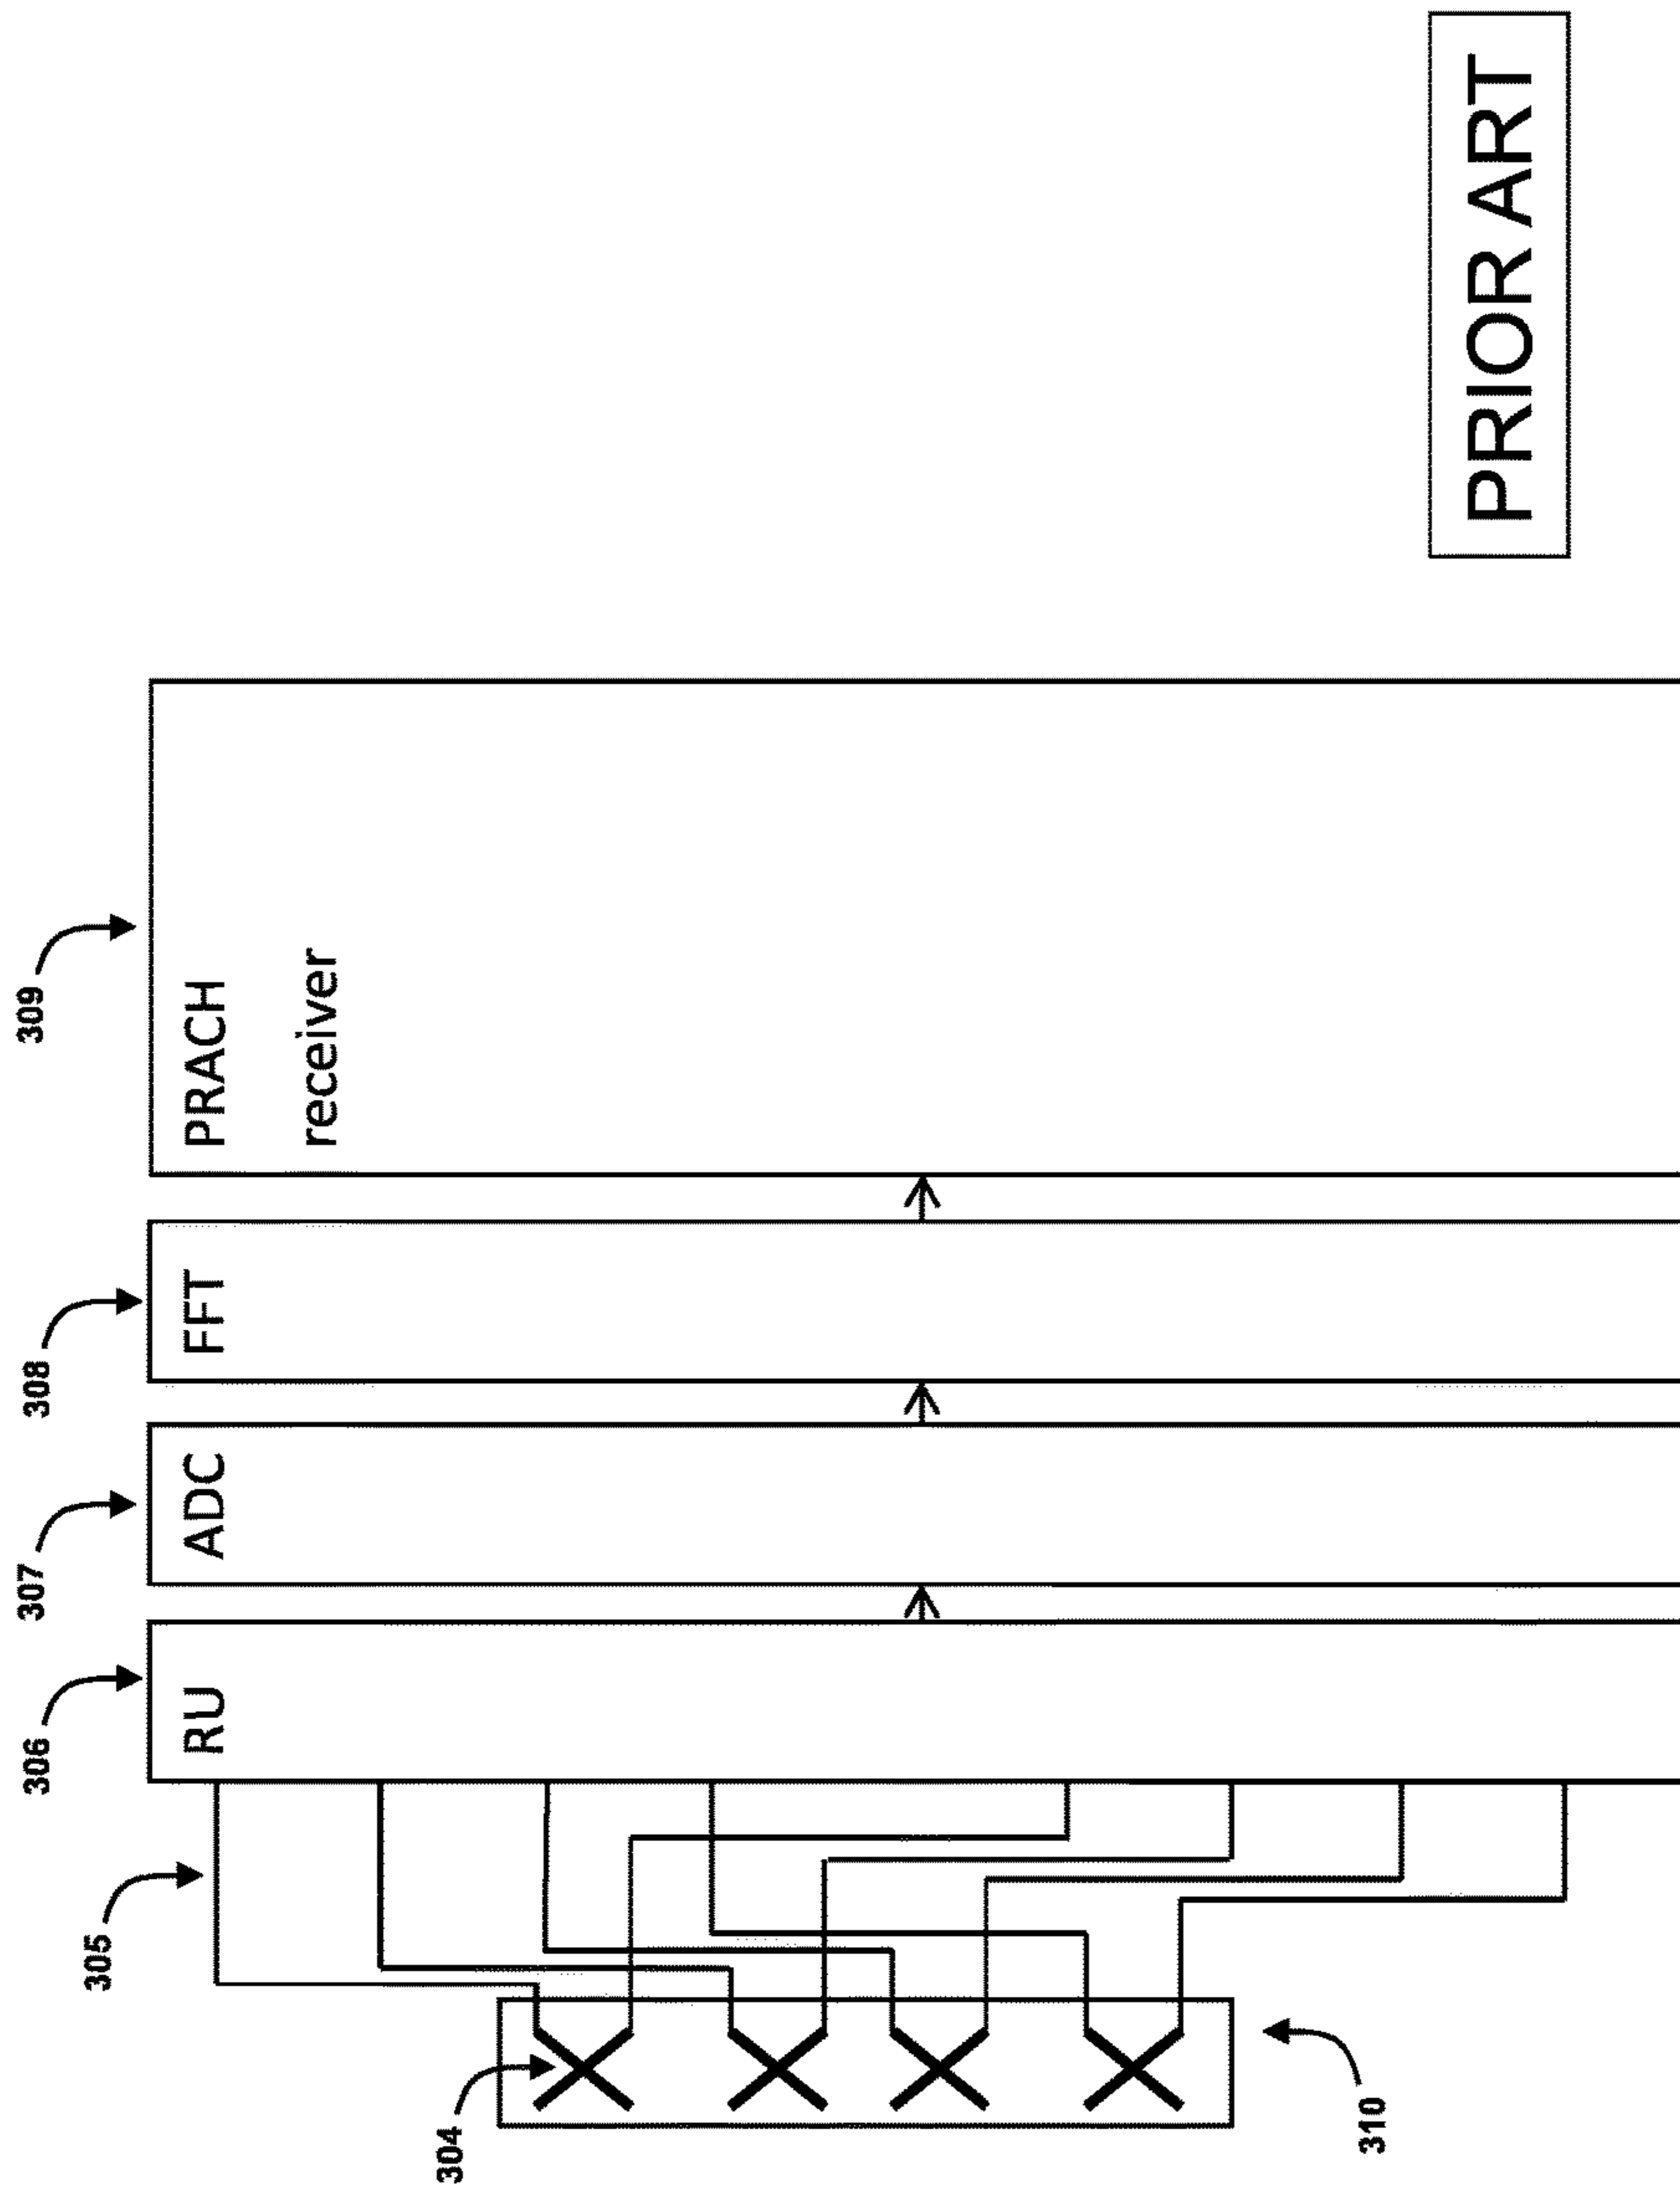 304
310
305
306
RU
307
ADC
308
FFT
309
PRACH
receiver
PRIOR ART